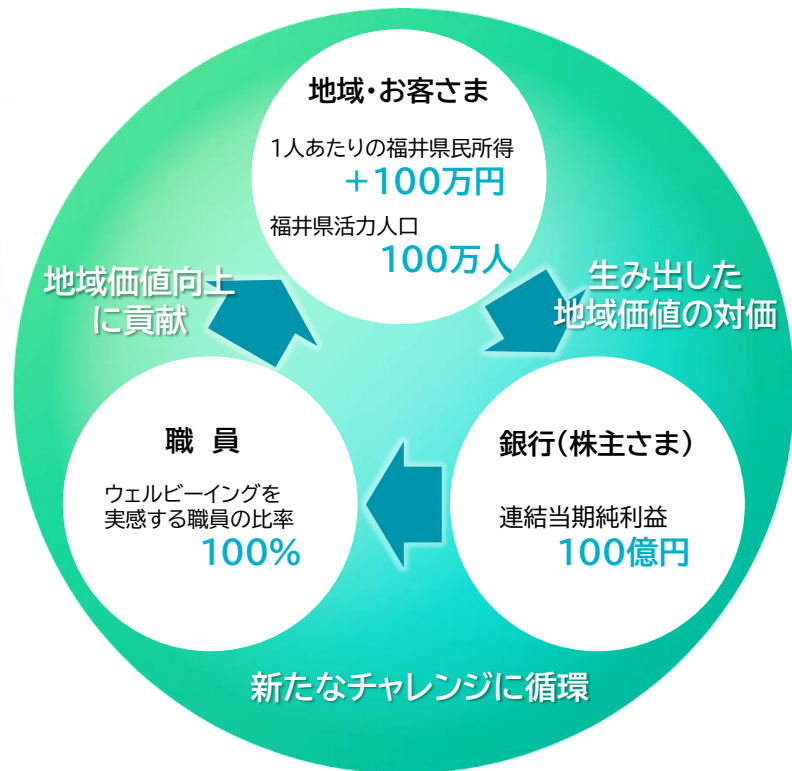 地域・お客さま
1人あたりの福井県民所得
＋100万円
福井県活力人口
100万人
地域価値向上
に貢献
生み出した
地域価値の対価
職 員
ウェルビーイングを
実感する職員の比率
100%
銀行(株主さま)
連結当期純利益
100億円
新たなチャレンジに循環